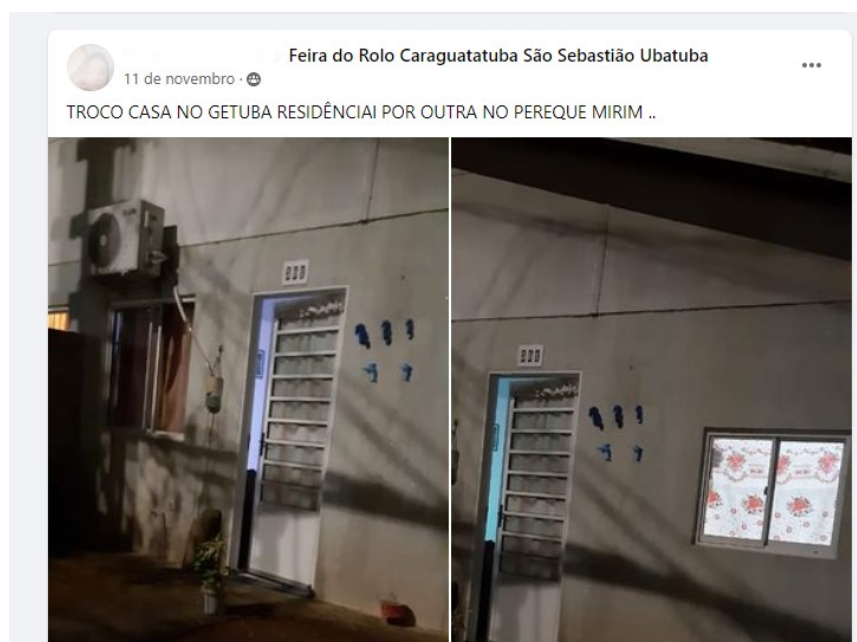 Feira do Rolo Caraguatatuba São Sebastião Ubatuba
11 de novembro ·
TROCO CASA NO GETUBA RESIDÊNCIAI POR OUTRA NO PEREQUE MIRIM ..